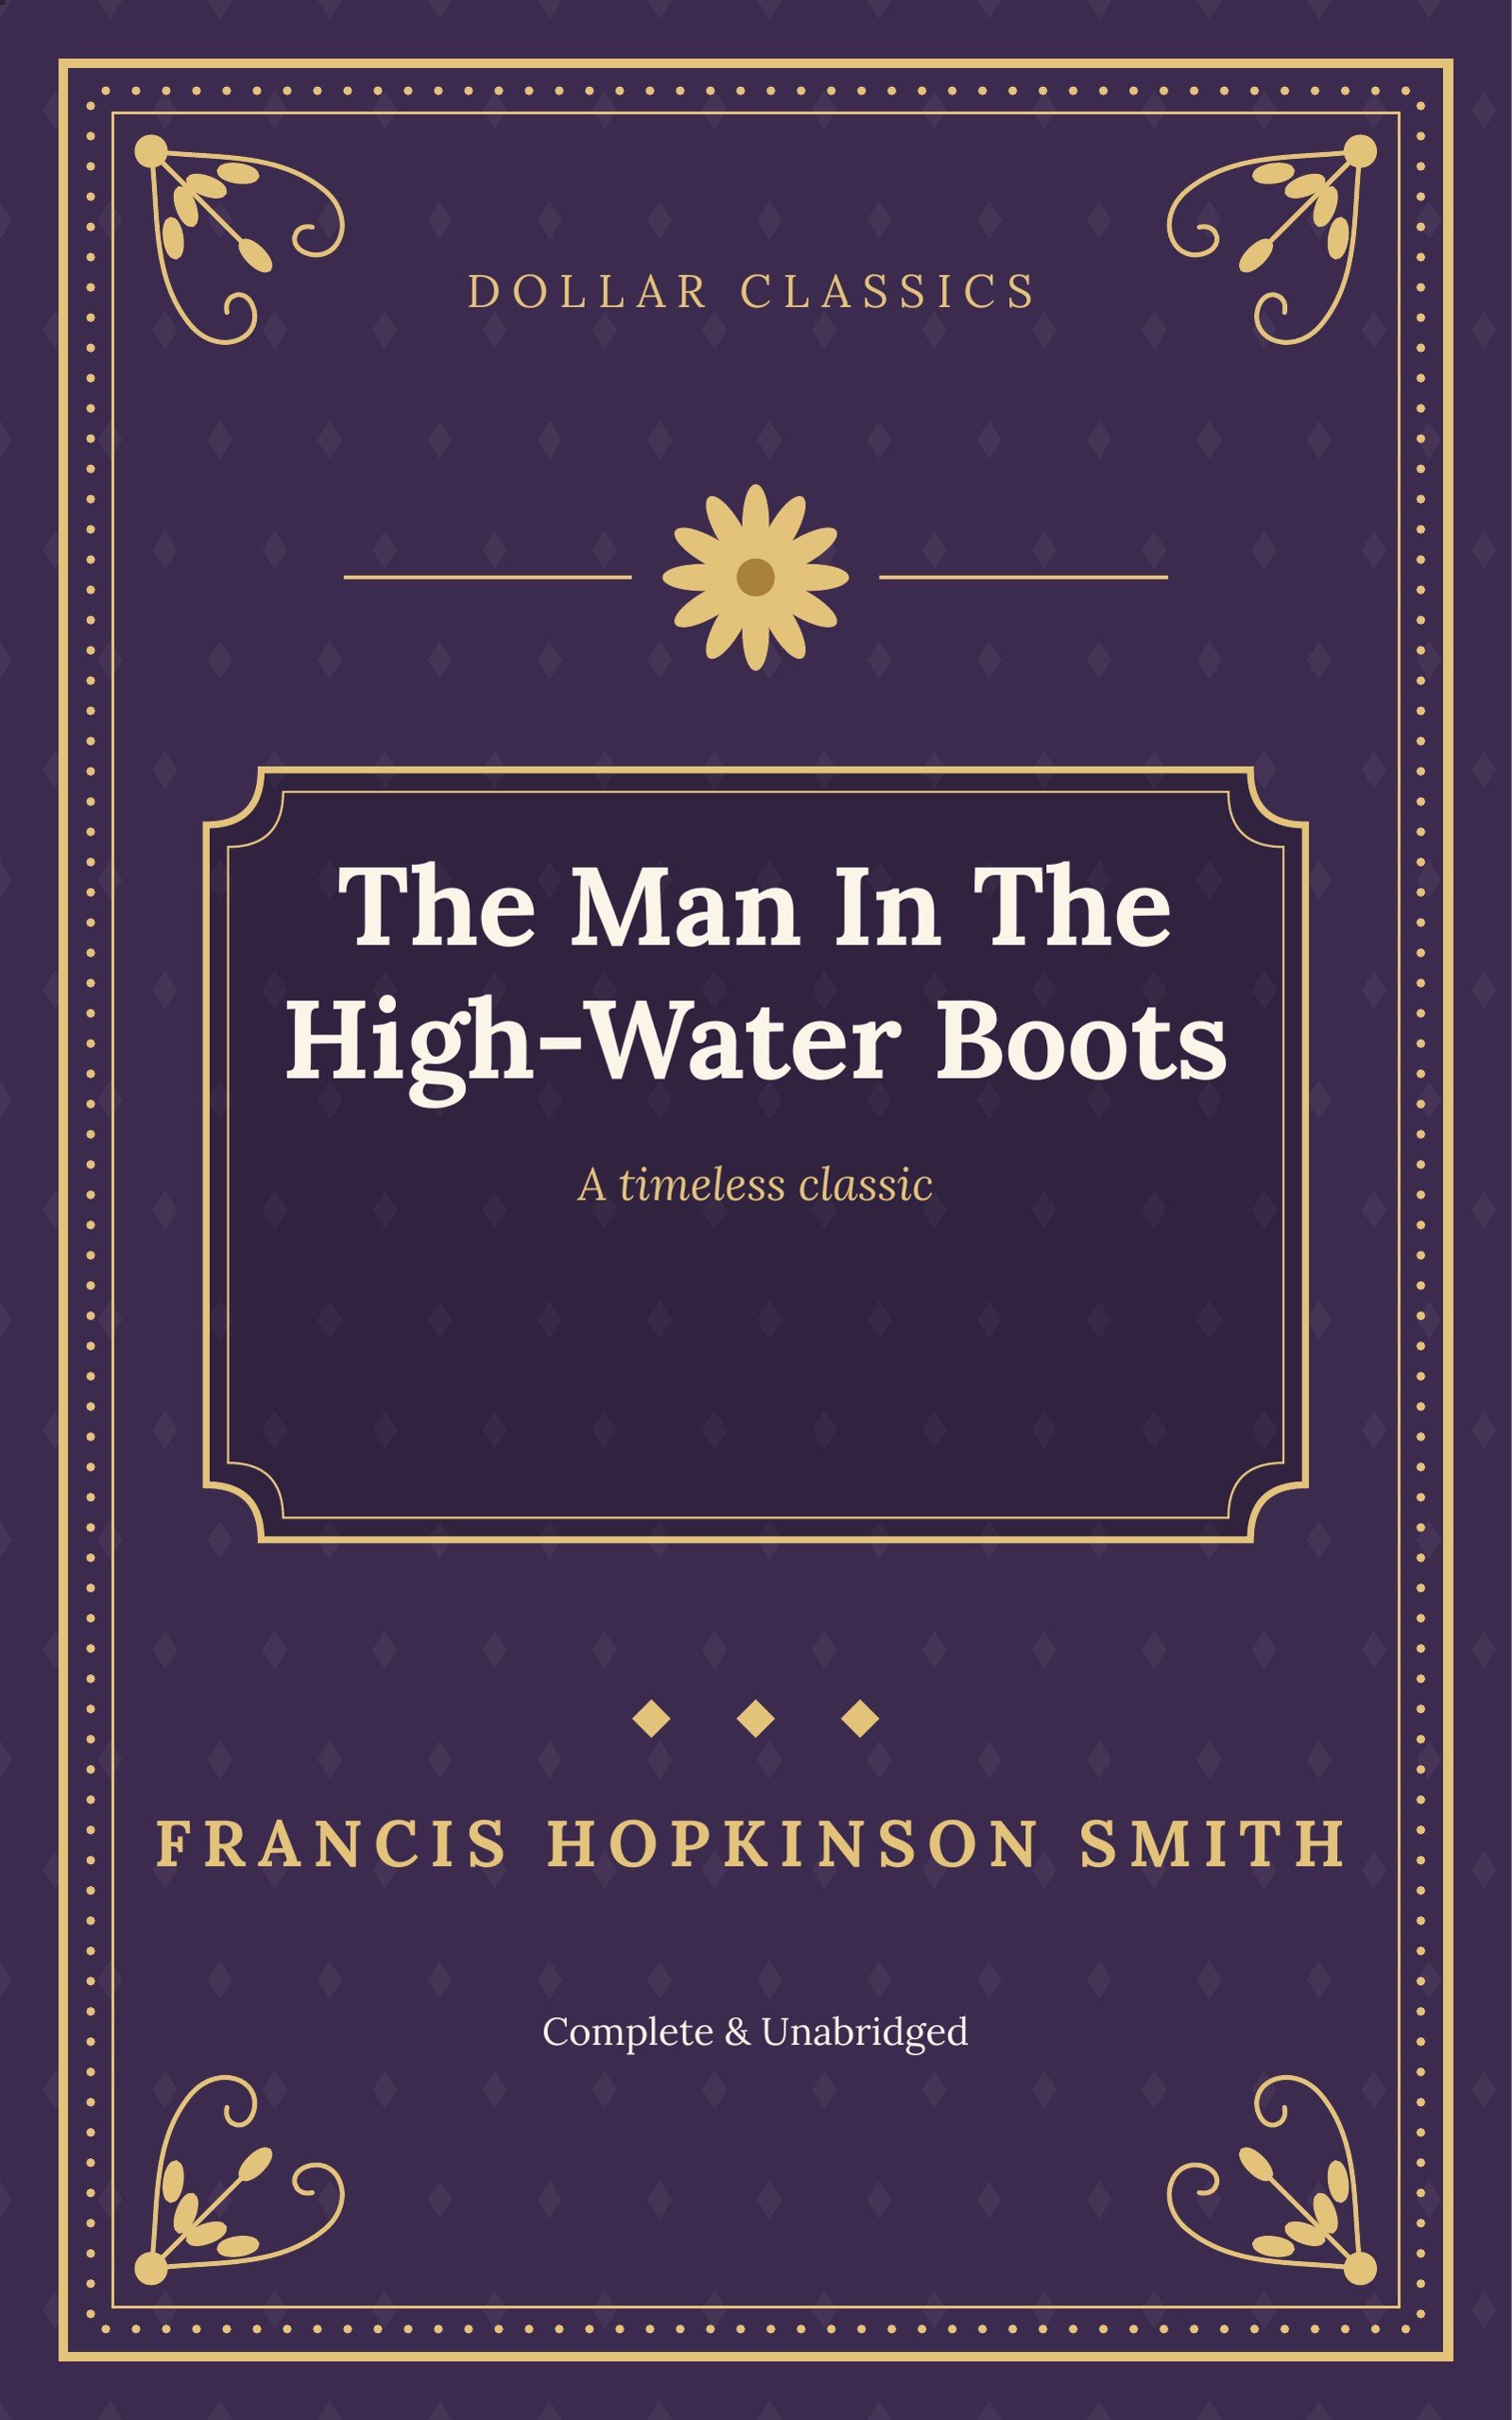 DOLLAR CLASSICS
The Man In The
High-Water Boots
A timeless classic
FRANCIS HOPKINSON SMITH
Complete & Unabridged